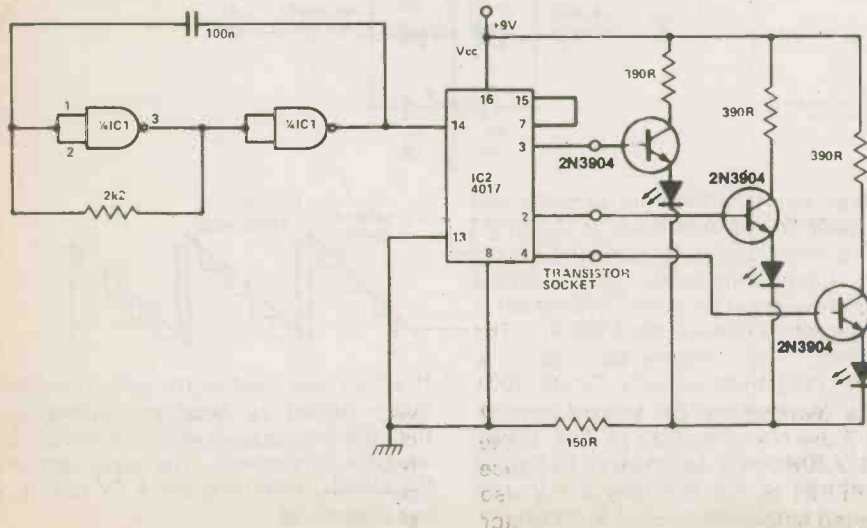 100n
+9V
Vcc
390R
390R
390R
1
2
¼IC1
3
¼IC1
14
16
15
7
3
IC2
4017
2N3904
2N3904
2k2
13
8
2
4
TRANSISTOR
SOCKET
2N3904
150R